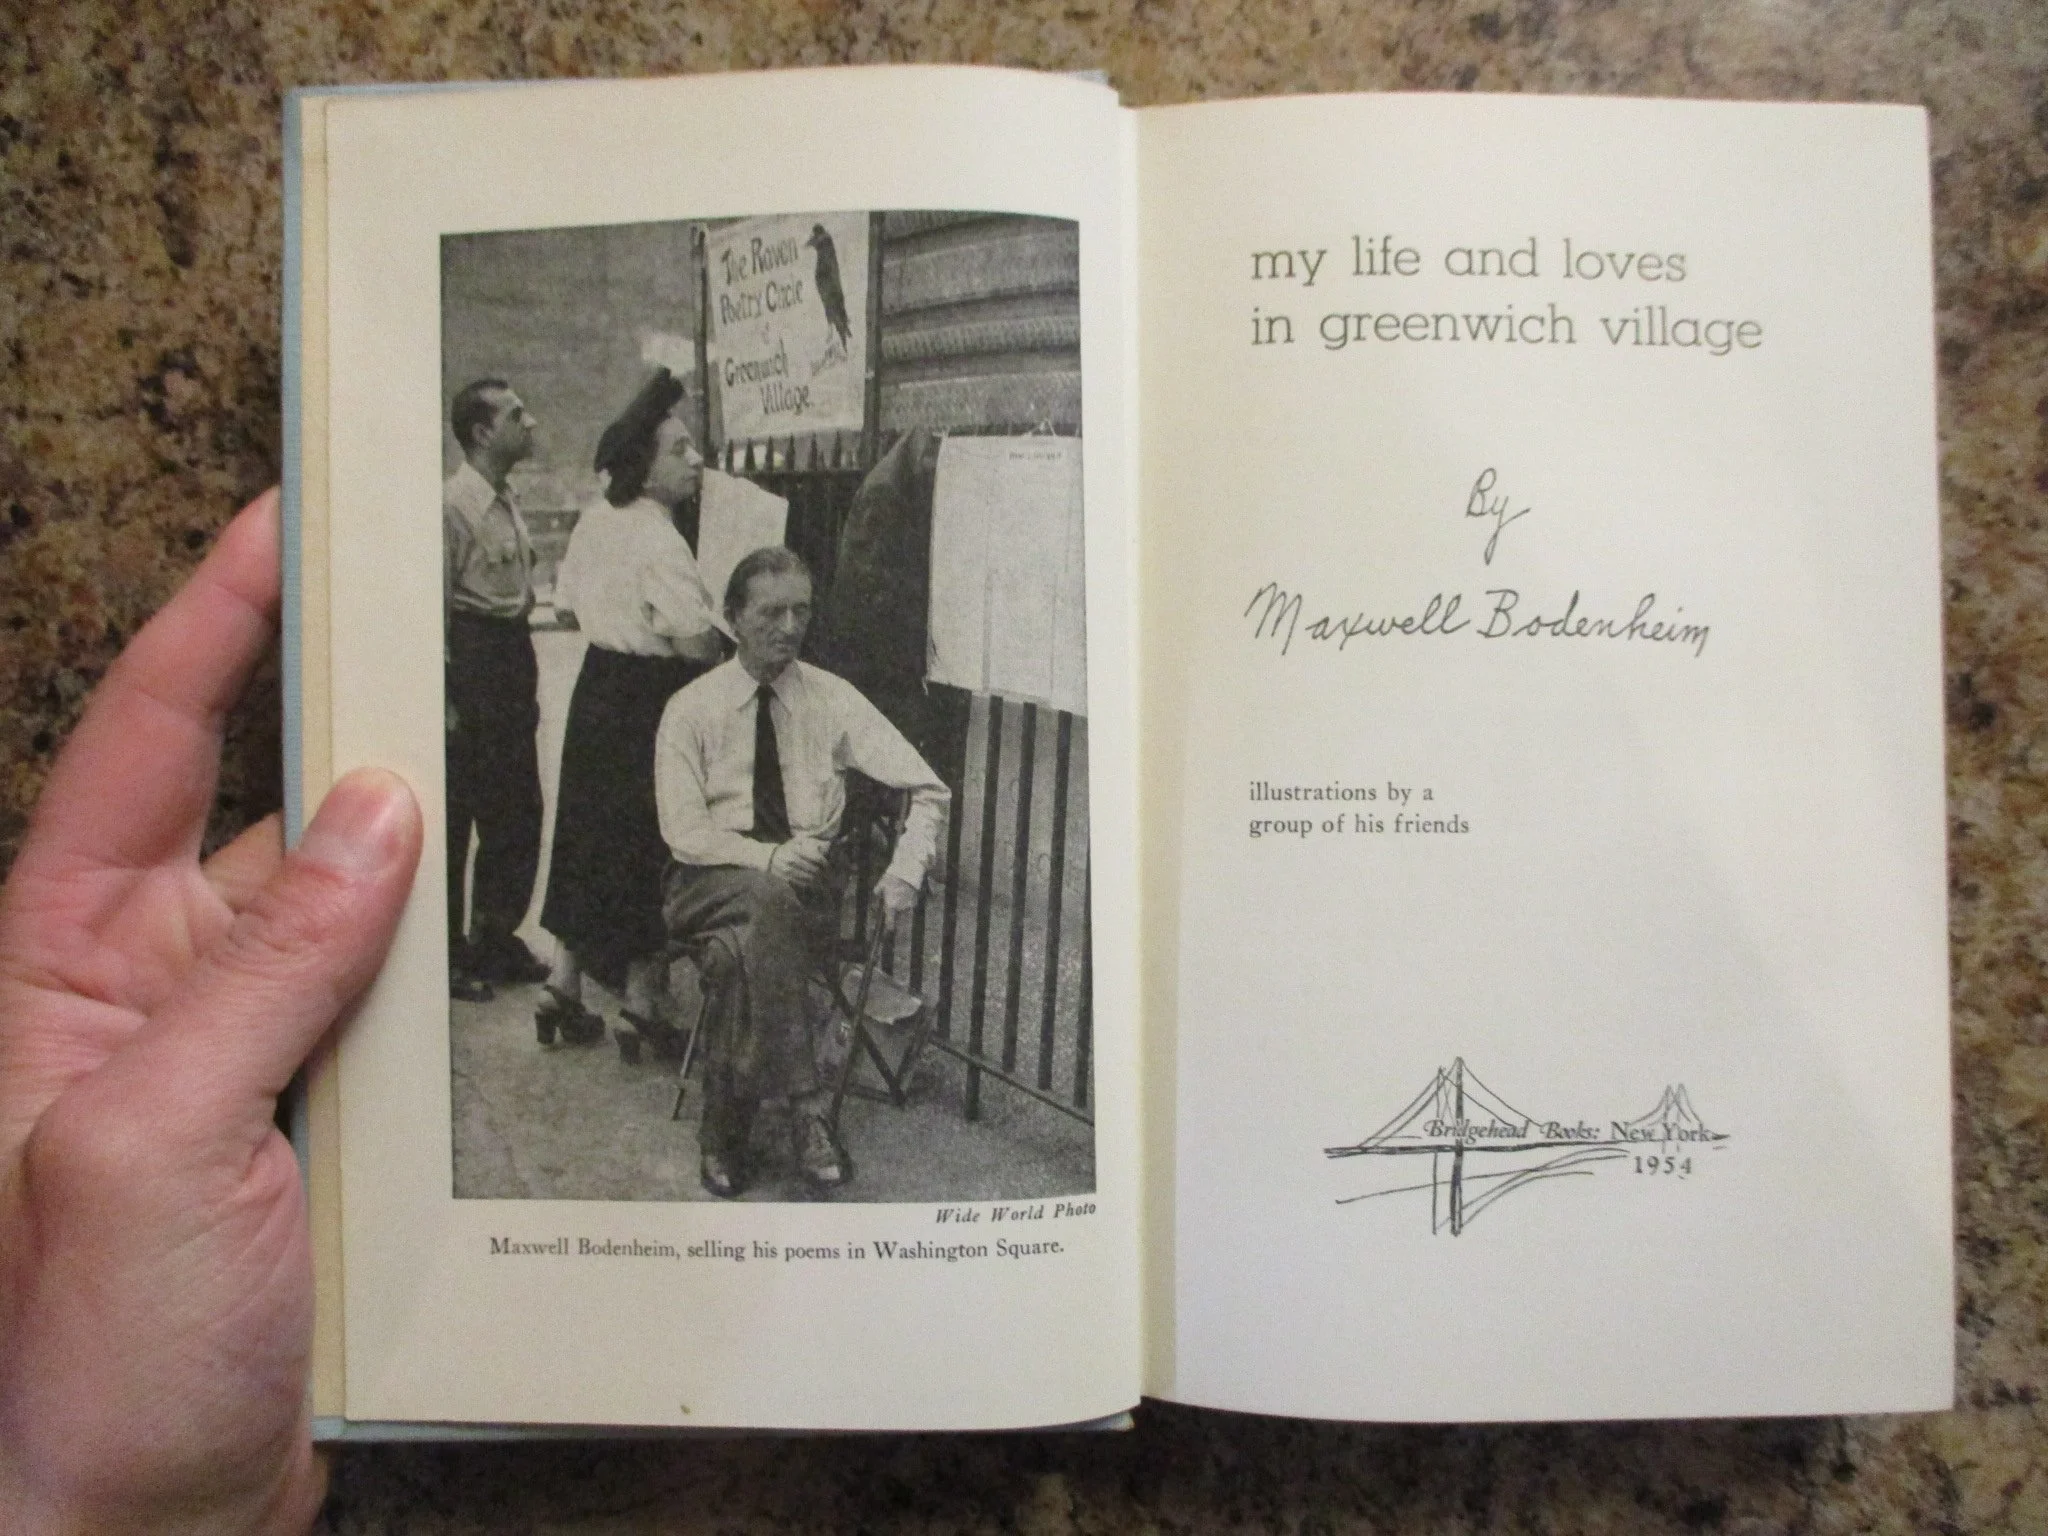 The Raven
Poetry Circle
of
Greenwich
Village
Wide World Photo
Maxwell Bodenheim, selling his poems in Washington Square.
my life and loves
in greenwich village
By
Maxwell Bodenheim
illustrations by a
group of his friends
Bridgehead Books: New York
1954